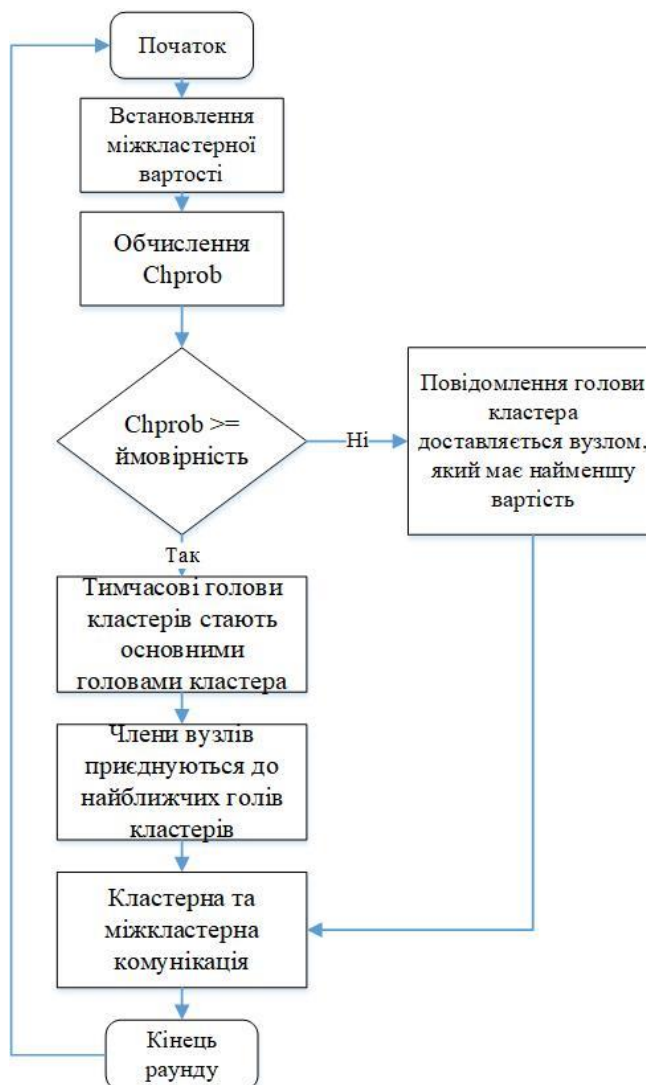 Початок
Встановлення
міжкластерної
вартості
Обчислення
Chprob
Chprob >=
ймовірність
Ні
Повідомлення голови
кластера
доставляється вузлом,
який має найменшу
вартість
Так
Тимчасові голови
кластерів стають
основними
головами кластера
Члени вузлів
приєднуються до
найближчих голів
кластерів
Кластерна та
міжкластерна
комунікація
Кінець
раунду